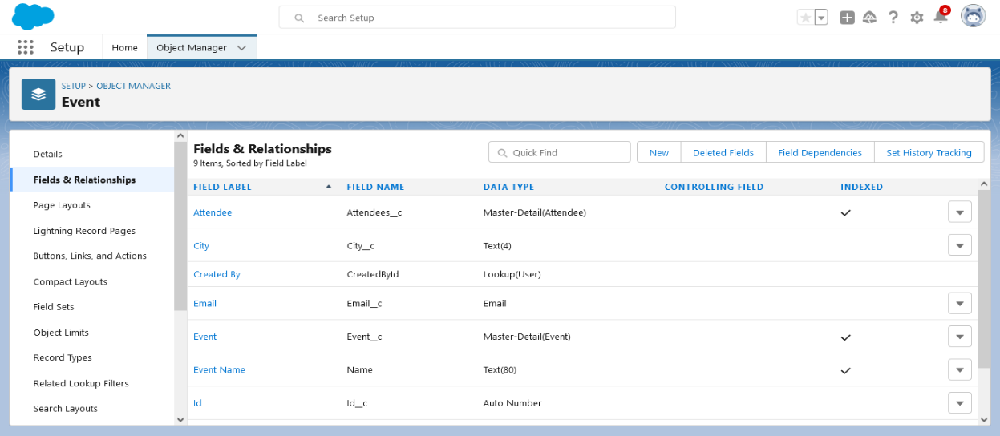 Search Setup
8
Setup
Home
Object Manager
SETUP > OBJECT MANAGER
Event
Details
Fields & Relationships
Page Layouts
Lightning Record Pages
Buttons, Links, and Actions
Compact Layouts
Field Sets
Object Limits
Record Types
Related Lookup Filters
Search Layouts
Fields & Relationships
9 Items, Sorted by Field Label
Quick Find
New
Deleted Fields
Field Dependencies
Set History Tracking
FIELD LABEL FIELD NAME DATA TYPE CONTROLLING FIELD INDEXED
Attendee Attendees__c Master-Detail(Attendee)
City City__c Text(4)
Created By CreatedById Lookup(User)
Email Email__c Email
Event Event__c Master-Detail(Event)
Event Name Name Text(80)
Id Id__c Auto Number